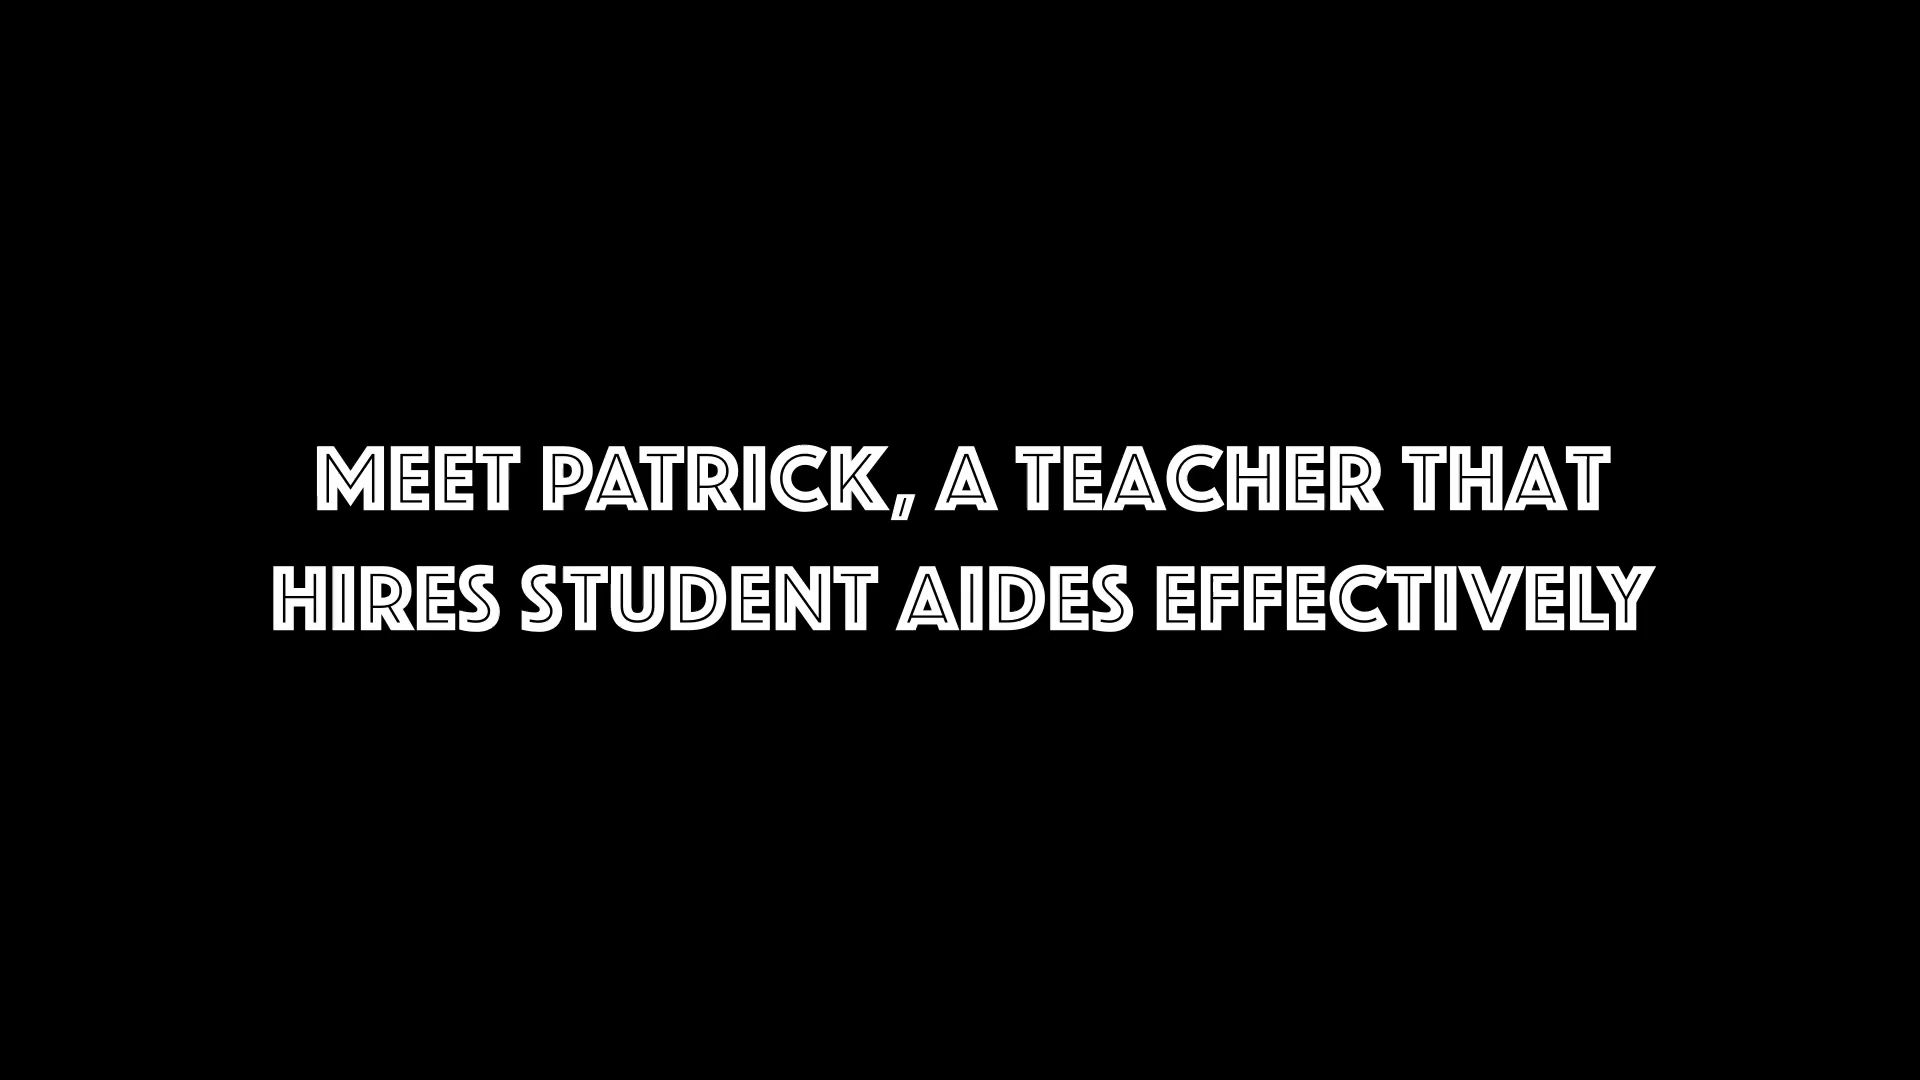 MEET PATRICK, A TEACHER THAT
HIRES STUDENT AIDES EFFECTIVELY